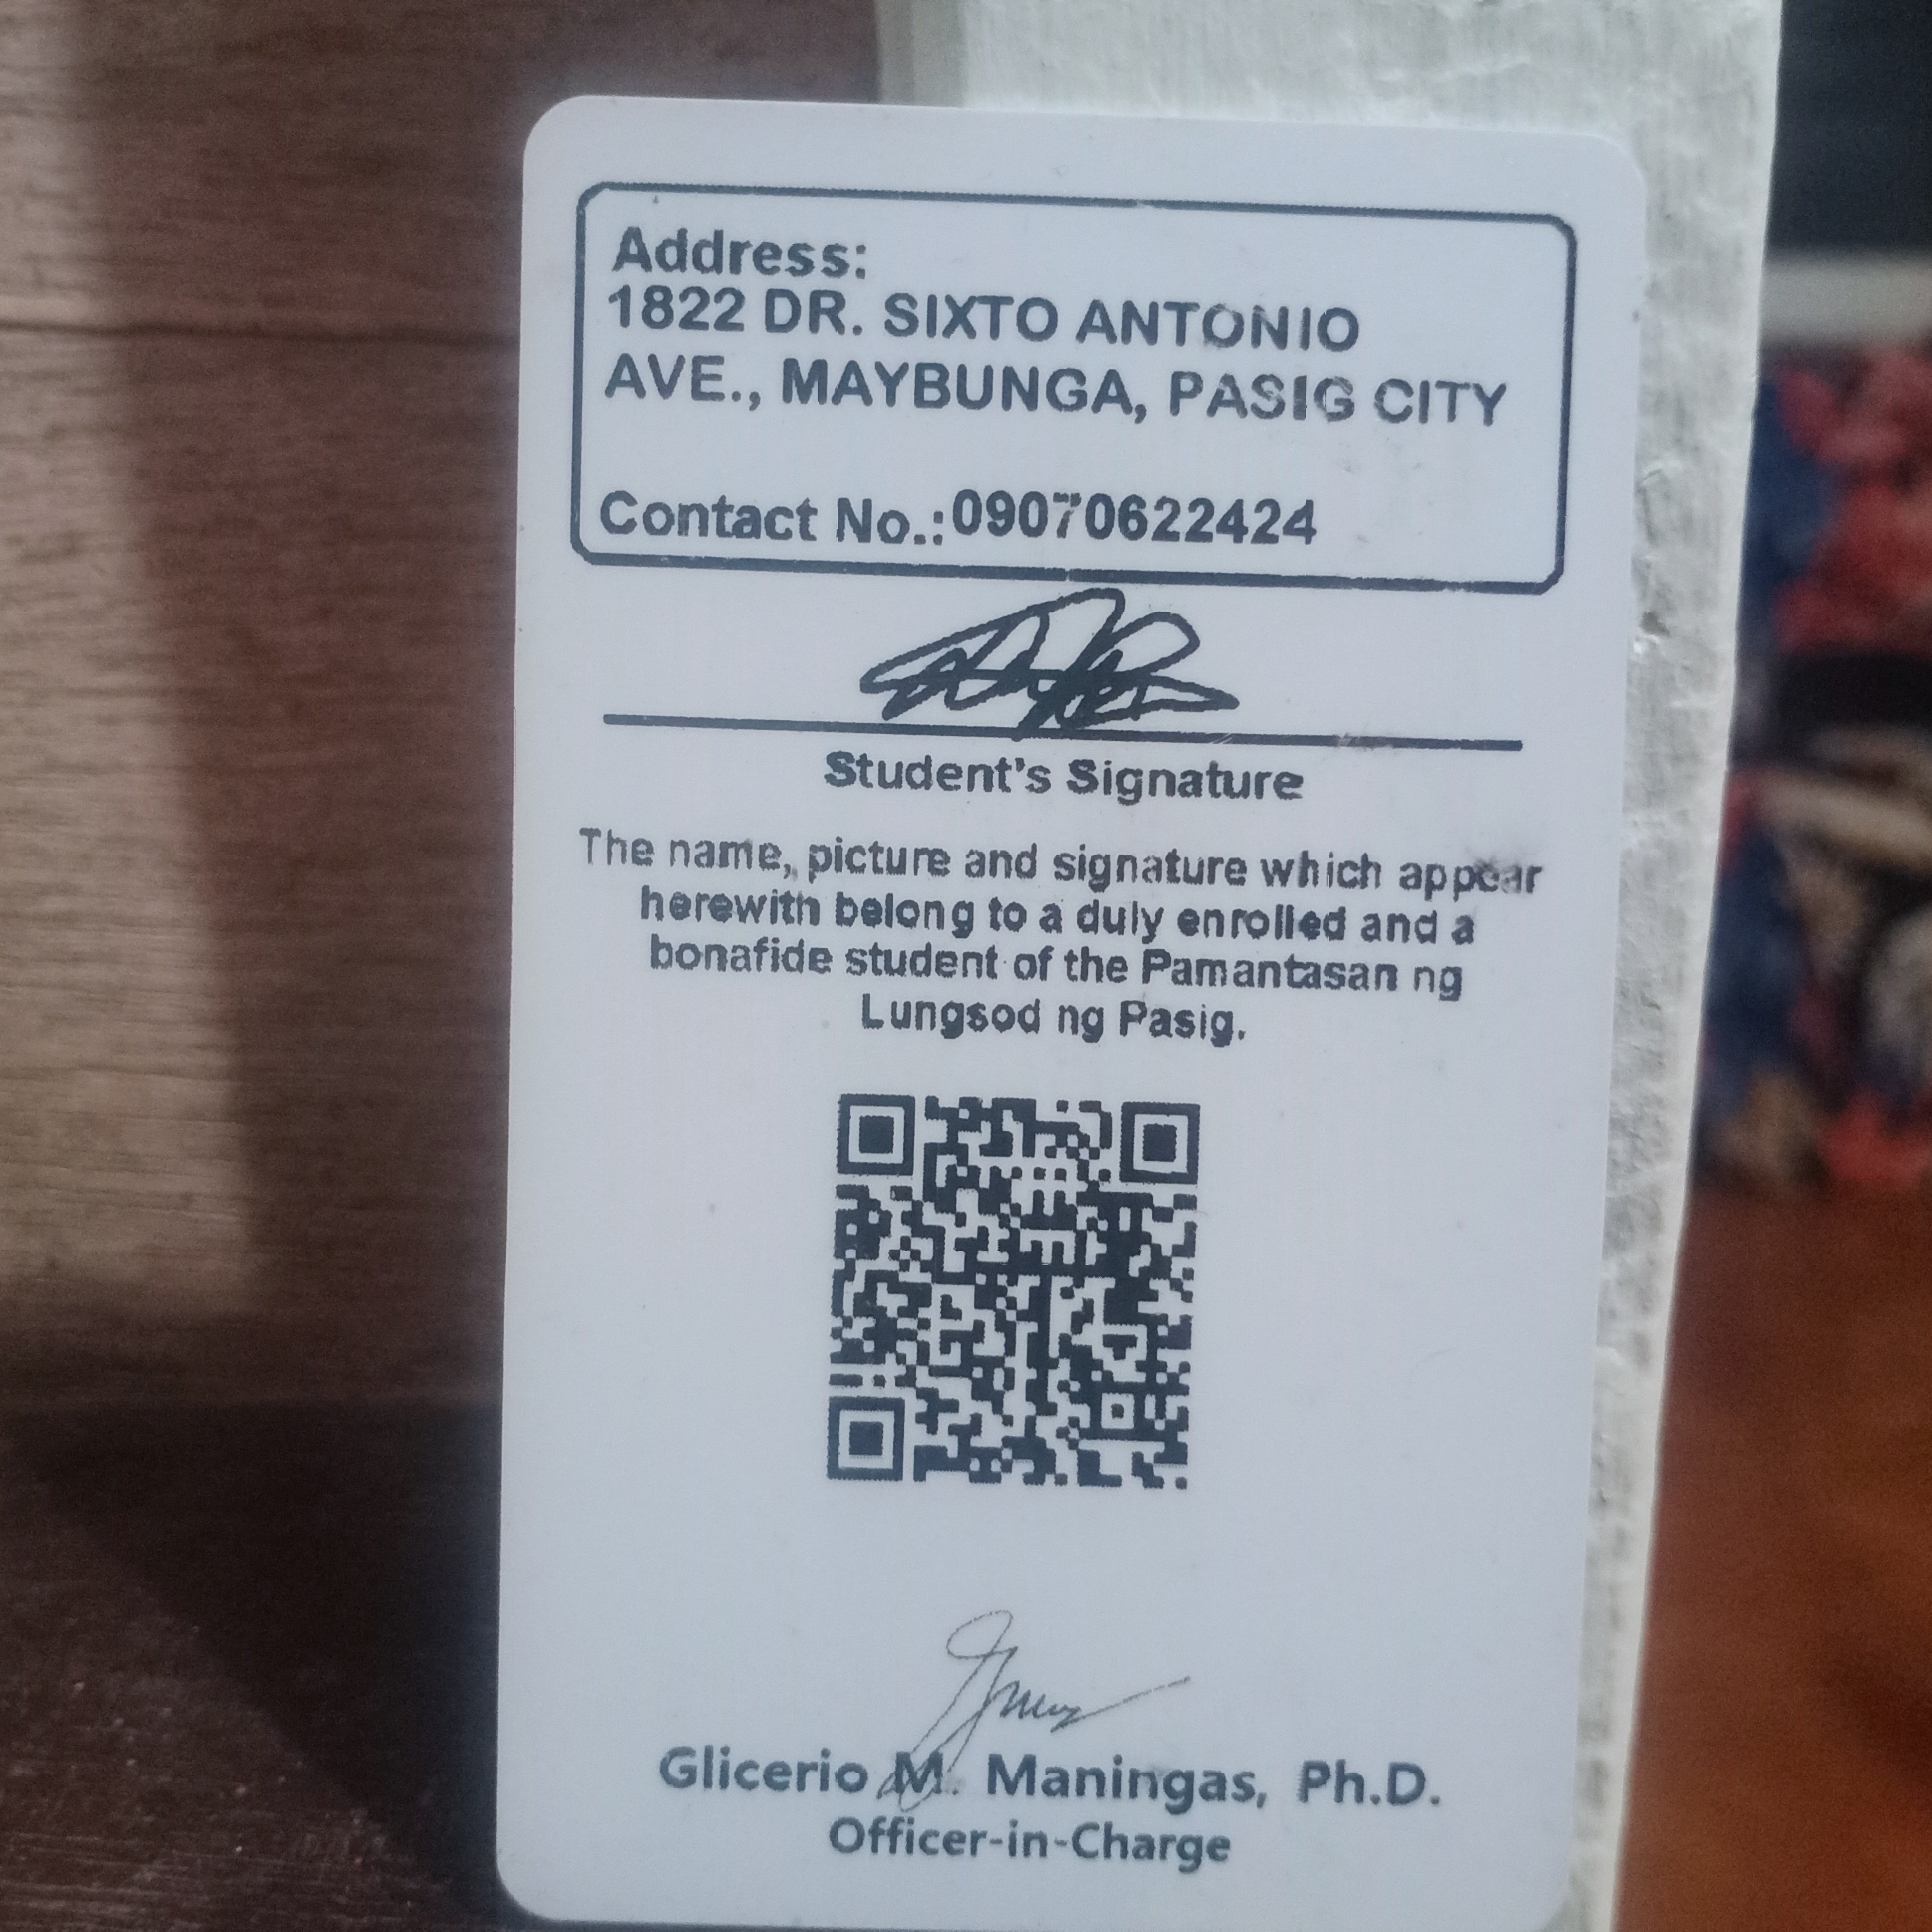 Address:
1822 DR. SIXTO ANTONIO
AVE., MAYBUNGA, PASIG CITY
Contact No.:09070622424
Student's Signature
The name, picture and signature which appear
herewith belong to a duly enrolled and a
bonafide student of the Pamantasan ng
Lungsod ng Pasig.
Glicerio M. Maningas, Ph.D.
Officer-in-Charge